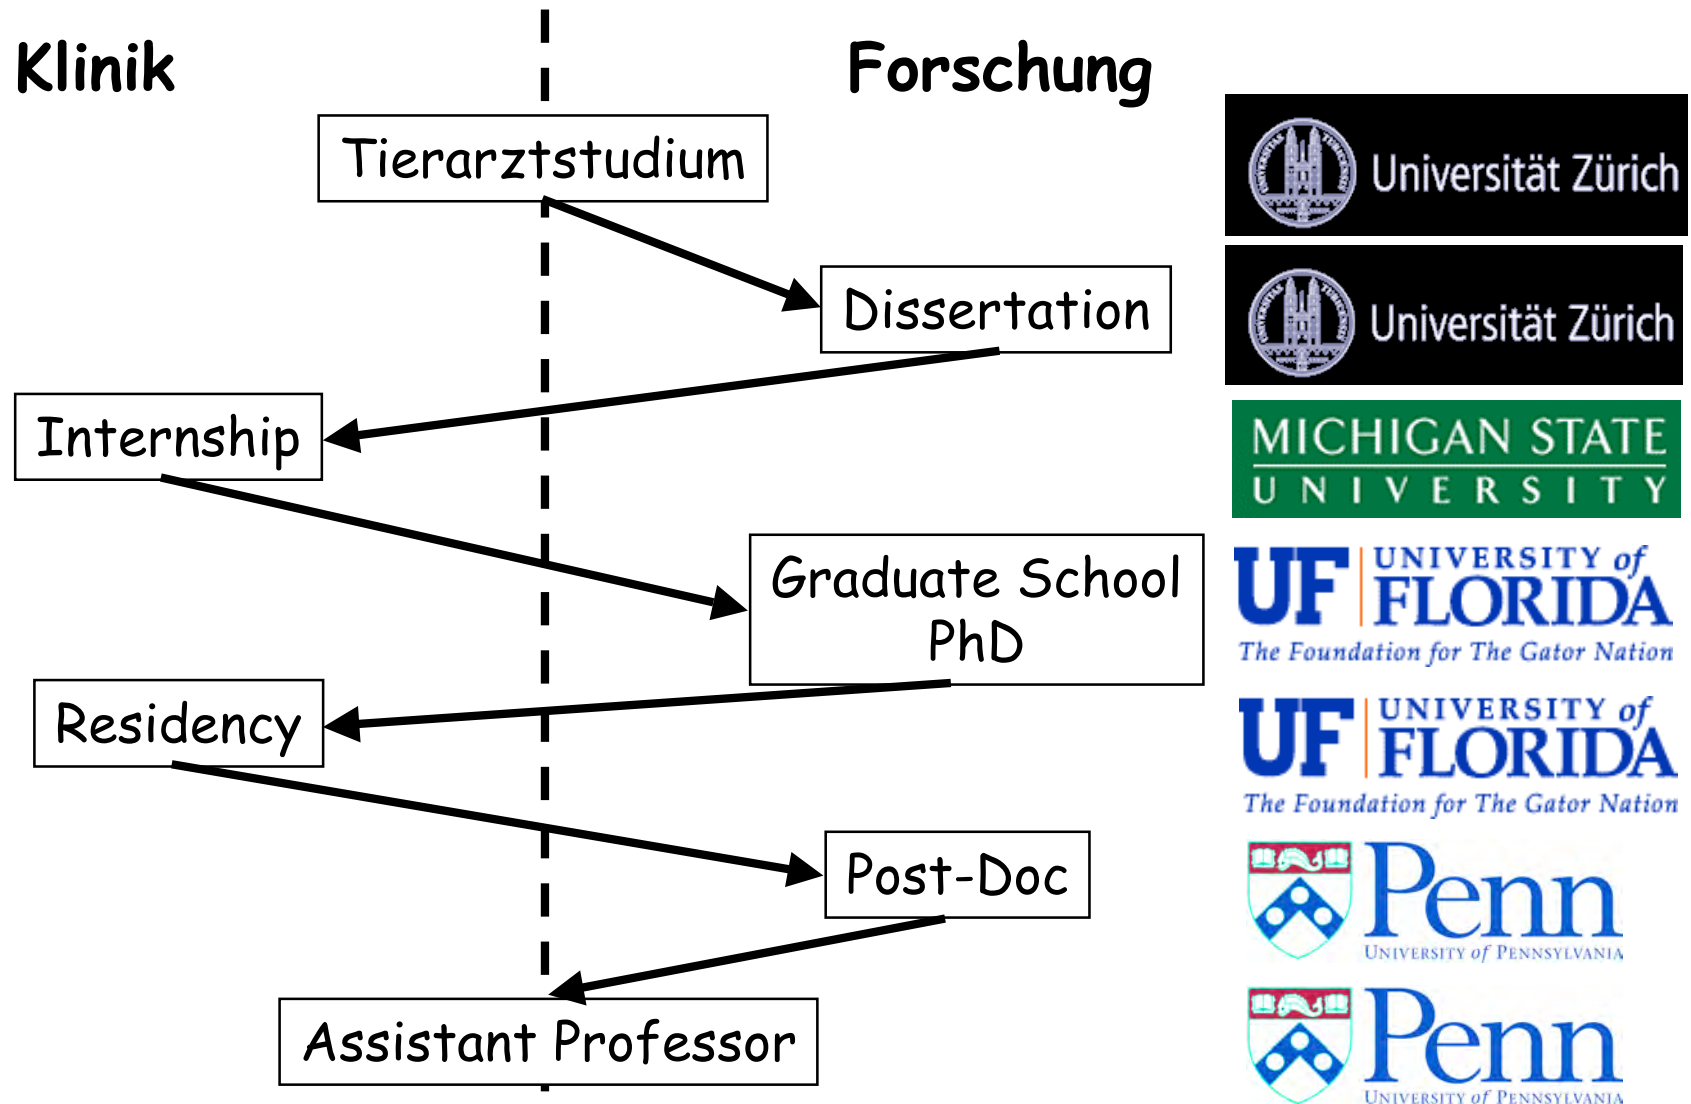 Klinik
Forschung
Tierarztstudium
Universität Zürich
Dissertation
Universität Zürich
Internship
MICHIGAN STATE
UNIVERSITY
Graduate School
PhD
UF UNIVERSITY of
FLORIDA
The Foundation for The Gator Nation
Residency
UF UNIVERSITY of
FLORIDA
The Foundation for The Gator Nation
Post-Doc
Penn
UNIVERSITY of PENNSYLVANIA
Assistant Professor
Penn
UNIVERSITY of PENNSYLVANIA